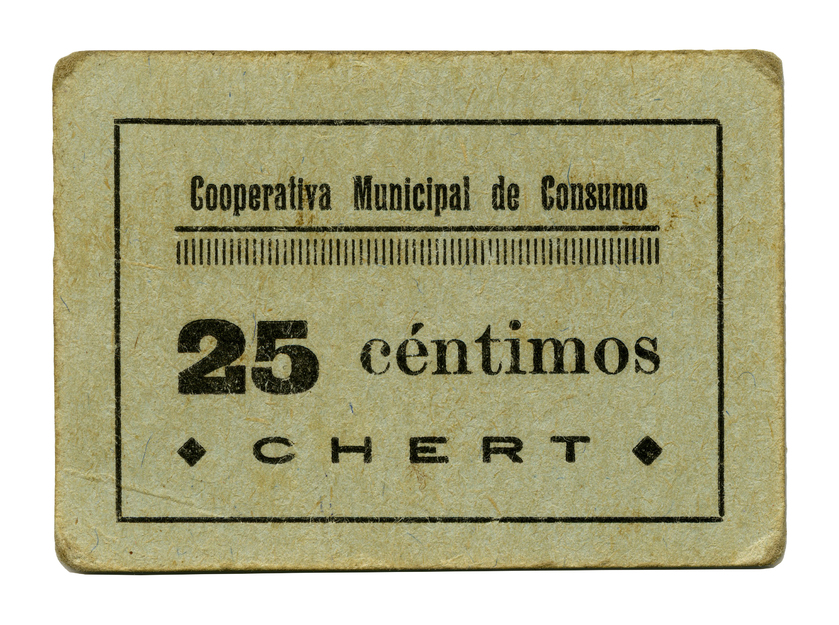 Cooperativa Municipal de Consumo
25 céntimos
CHERT